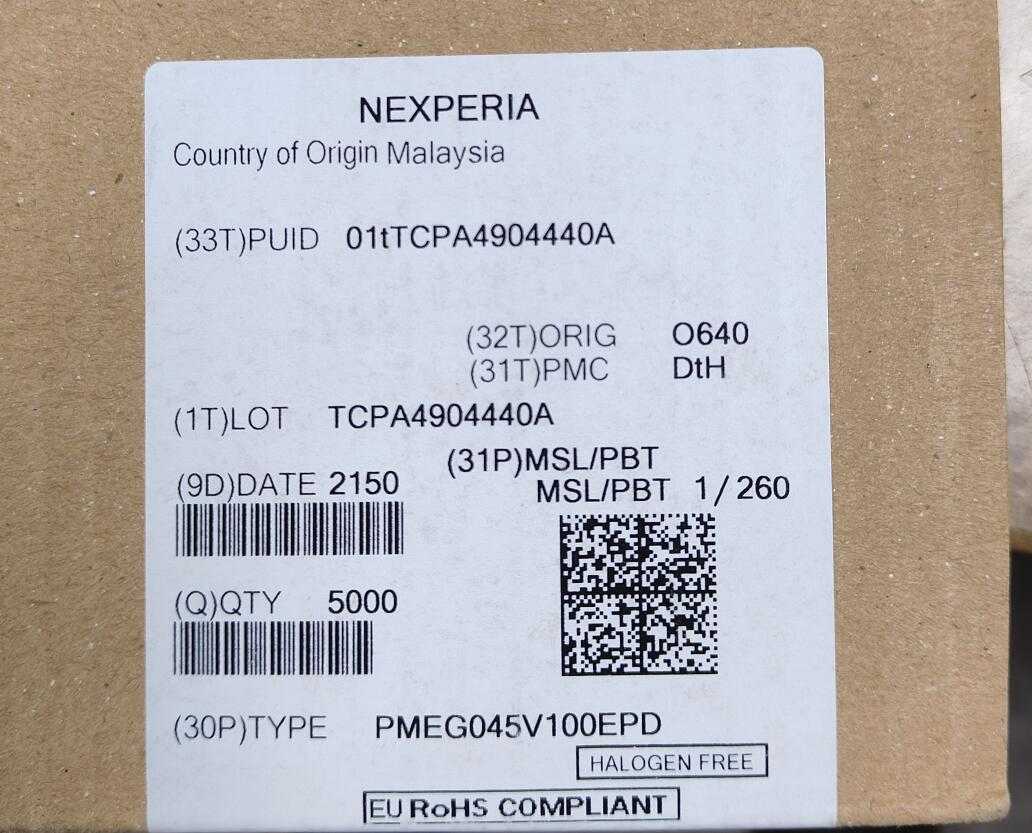 NEXPERIA
Country of Origin Malaysia
(33T)PUID 01tTCPA4904440A
(32T)ORIG O640
(31T)PMC DtH
(1T)LOT TCPA4904440A
(31P)MSL/PBT
(9D)DATE 2150
MSL/PBT 1/260
(Q)QTY 5000
(30P)TYPE PMEG045V100EPD
HALOGEN FREE
EU RoHS COMPLIANT